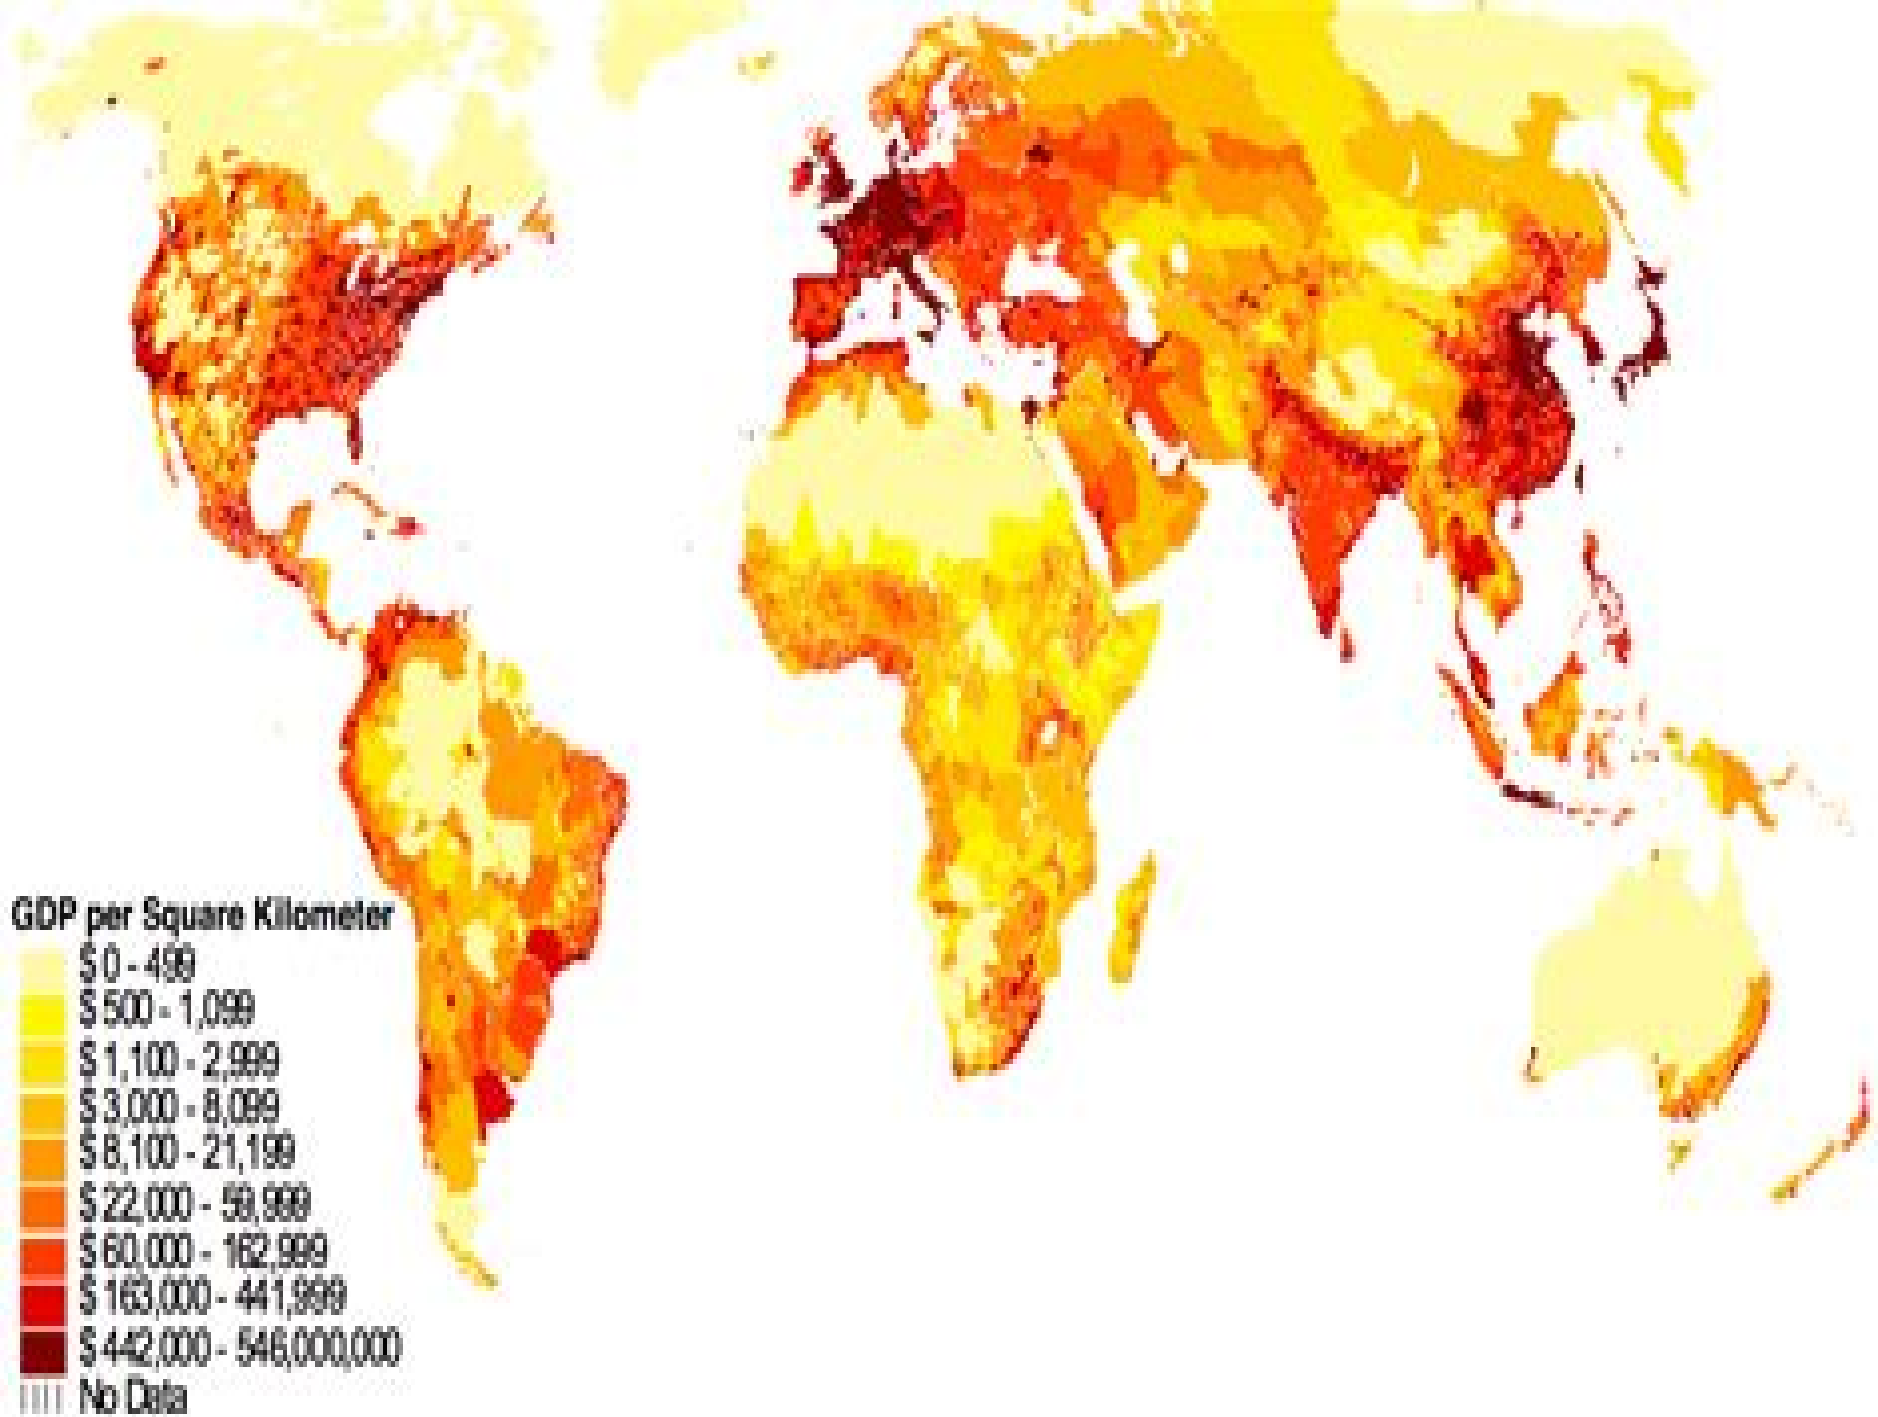 GDP per Square Kilometer
$ 0 - 499
$ 500 - 1,099
$ 1,100 - 2,999
$ 3,000 - 8,099
$ 8,100 - 21,199
$ 22,000 - 59,999
$ 60,000 - 162,999
$ 163,000 - 441,999
$ 442,000 - 546,000,000
No Data